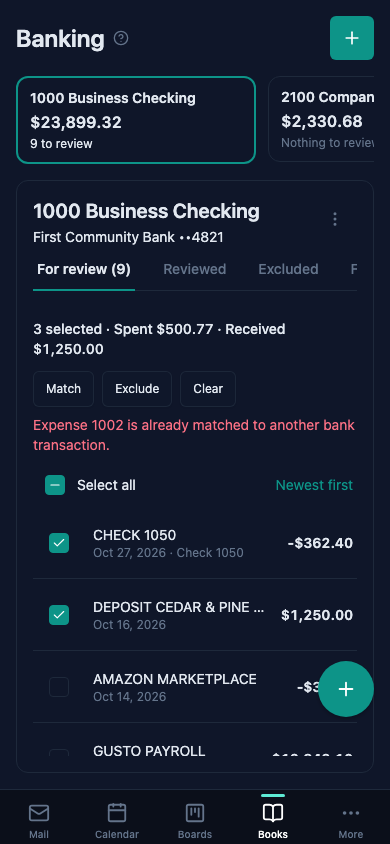 Banking
1000 Business Checking
$23,899.32
9 to review
2100 Compan
$2,330.68
Nothing to review
1000 Business Checking
First Community Bank ••4821
For review (9) Reviewed Excluded F
3 selected · Spent $500.77 · Received
$1,250.00
Match Exclude Clear
Expense 1002 is already matched to another bank
transaction.
Select all Newest first
CHECK 1050 -$362.40
Oct 27, 2026 · Check 1050
DEPOSIT CEDAR & PINE ... $1,250.00
Oct 16, 2026
AMAZON MARKETPLACE -$3
Oct 14, 2026
GUSTO PAYROLL
Mail Calendar Boards Books More